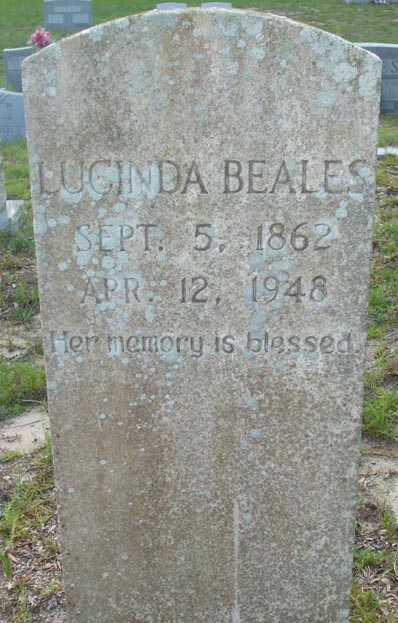 LUCINDA BEALES
SEPT. 5, 1862
APR. 12, 1948
Her memory is blessed.